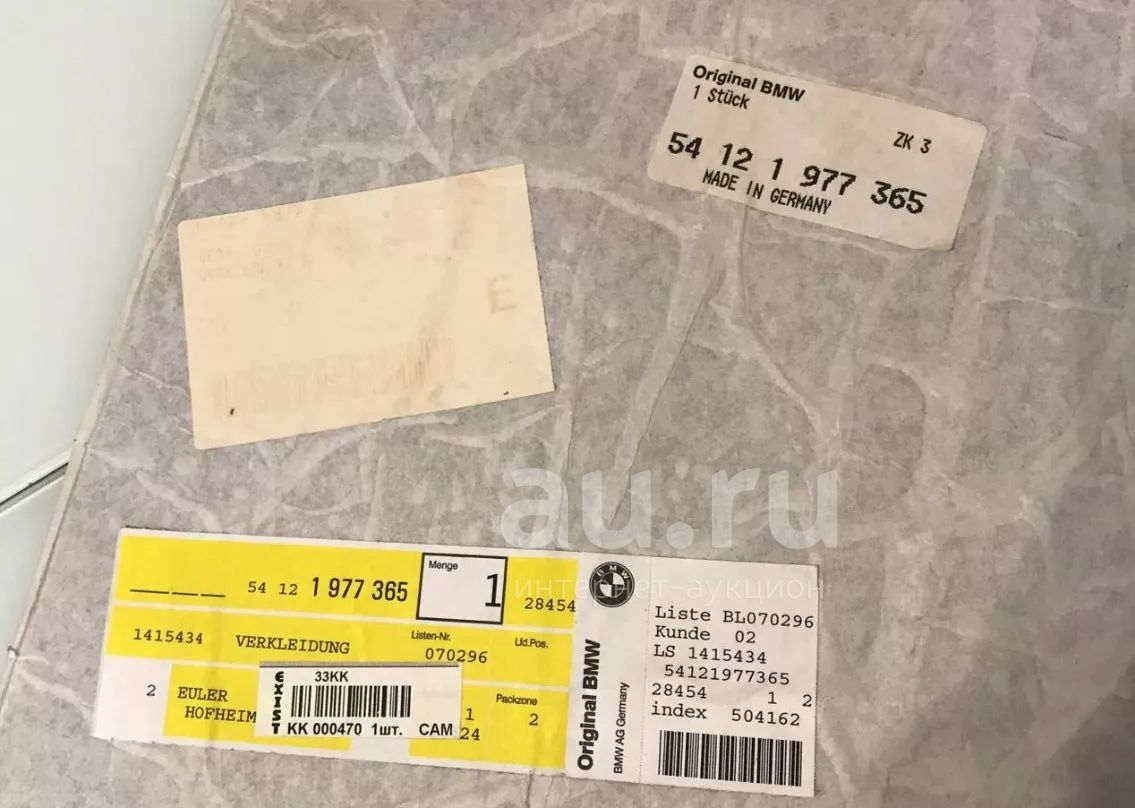 Original BMW
1 Stück
ZK 3
54 12 1 977 365
MADE IN GERMANY
E
au.ru
интернет-аукцион
54 12 1 977 365
Menge
1
28454
1415434 VERKLEIDUNG
Listen-Nr.
070296
Lfd.Pos.
2 EULER
HOFHEIM
EXIST
33KK
KK 000470 1шт. CAM
1
24
Packzone
2
BMW
Original BMW
BMW AG Germany
Liste BL070296
Kunde 02
LS 1415434
54121977365
28454 1 2
index 504162